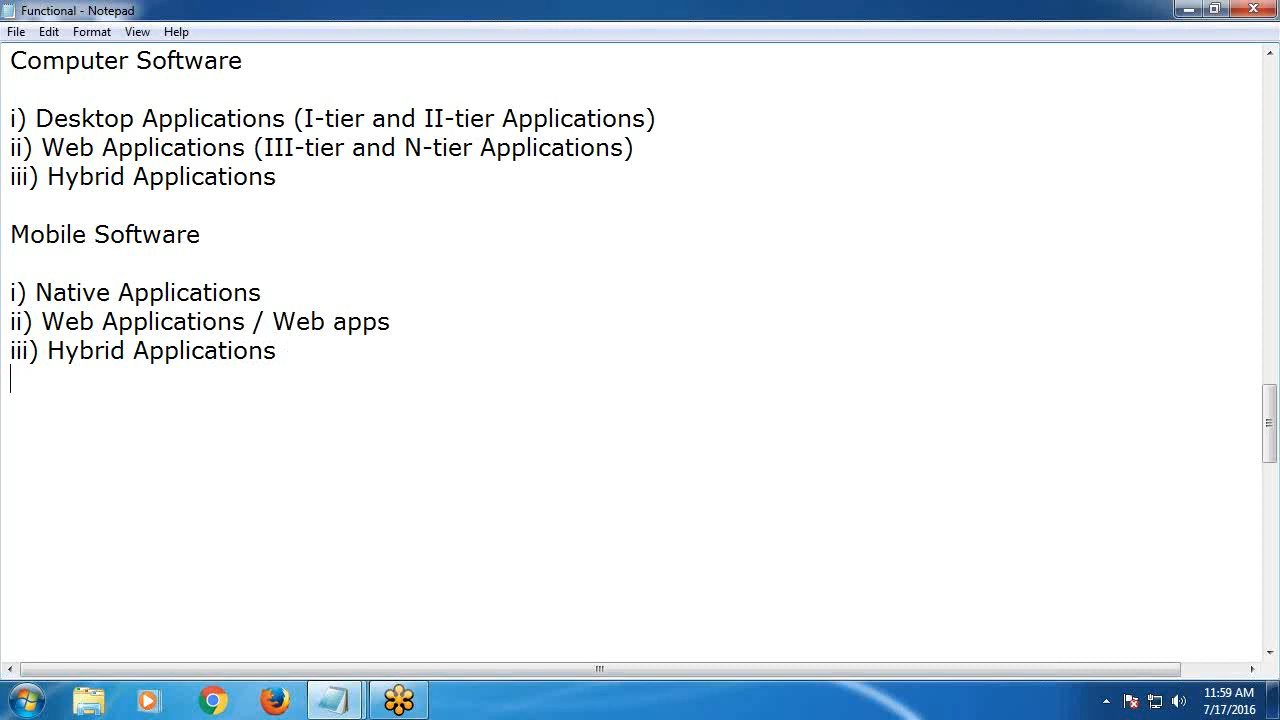 Functional - Notepad
File Edit Format View Help
Computer Software
i) Desktop Applications (I-tier and II-tier Applications)
ii) Web Applications (III-tier and N-tier Applications)
iii) Hybrid Applications
Mobile Software
i) Native Applications
ii) Web Applications / Web apps
iii) Hybrid Applications
11:59 AM
7/17/2016